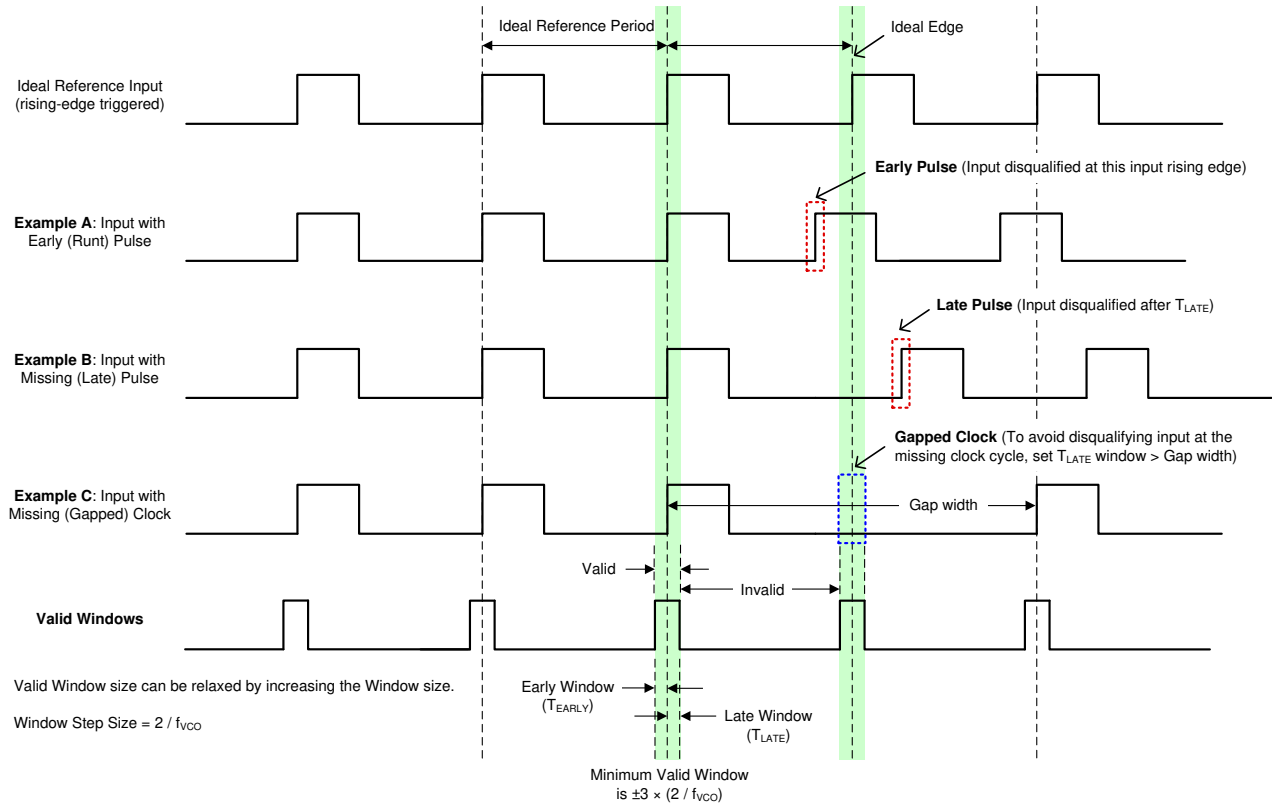 Ideal Reference Period
Ideal Edge
Ideal Reference Input
(rising-edge triggered)
Early Pulse (Input disqualified at this input rising edge)
Example A: Input with
Early (Runt) Pulse
Late Pulse (Input disqualified after TLATE)
Example B: Input with
Missing (Late) Pulse
Gapped Clock (To avoid disqualifying input at the
missing clock cycle, set TLATE window > Gap width)
Example C: Input with
Missing (Gapped) Clock
Gap width
Valid
Invalid
Valid Windows
Valid Window size can be relaxed by increasing the Window size.
Window Step Size = 2 / fVCO
Early Window
(TEARLY)
Late Window
(TLATE)
Minimum Valid Window
is ±3 × (2 / fVCO)